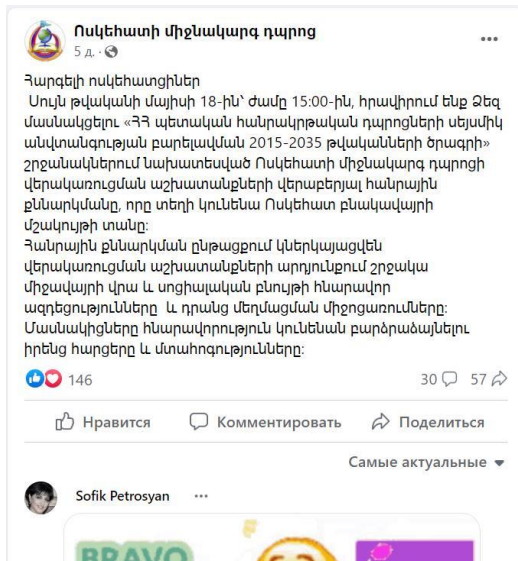 Ոսկեհատի միջնակարգ դպրոց
5 д. ·
Հարգելի ոսկեհատցիներ
Սույն թվականի մայիսի 18-ին՝ ժամը 15:00-ին, հրավիրում ենք Ձեզ
մասնակցելու «ՀՀ պետական հանրակրթական դպրոցների սեյսմիկ
անվտանգության բարելավման 2015-2035 թվականների ծրագրի»
շրջանակներում նախատեսված Ոսկեհատի միջնակարգ դպրոցի
վերակառուցման աշխատանքների վերաբերյալ հանրային
քննարկմանը, որը տեղի կունենա Ոսկեհատ բնակավայրի
մշակույթի տանը:
Հանրային քննարկման ընթացքում կներկայացվեն
վերակառուցման աշխատանքների արդյունքում շրջակա
միջավայրի վրա և սոցիալական բնույթի հնարավոր
ազդեցությունները և դրանց մեղմացման միջոցառումները:
Մասնակիցները հնարավորություն կունենան բարձրաձայնելու
իրենց հարցերը և մտահոգությունները:
146 30 57
Нравится Комментировать Поделиться
Самые актуальные
Sofik Petrosyan
BRAVO